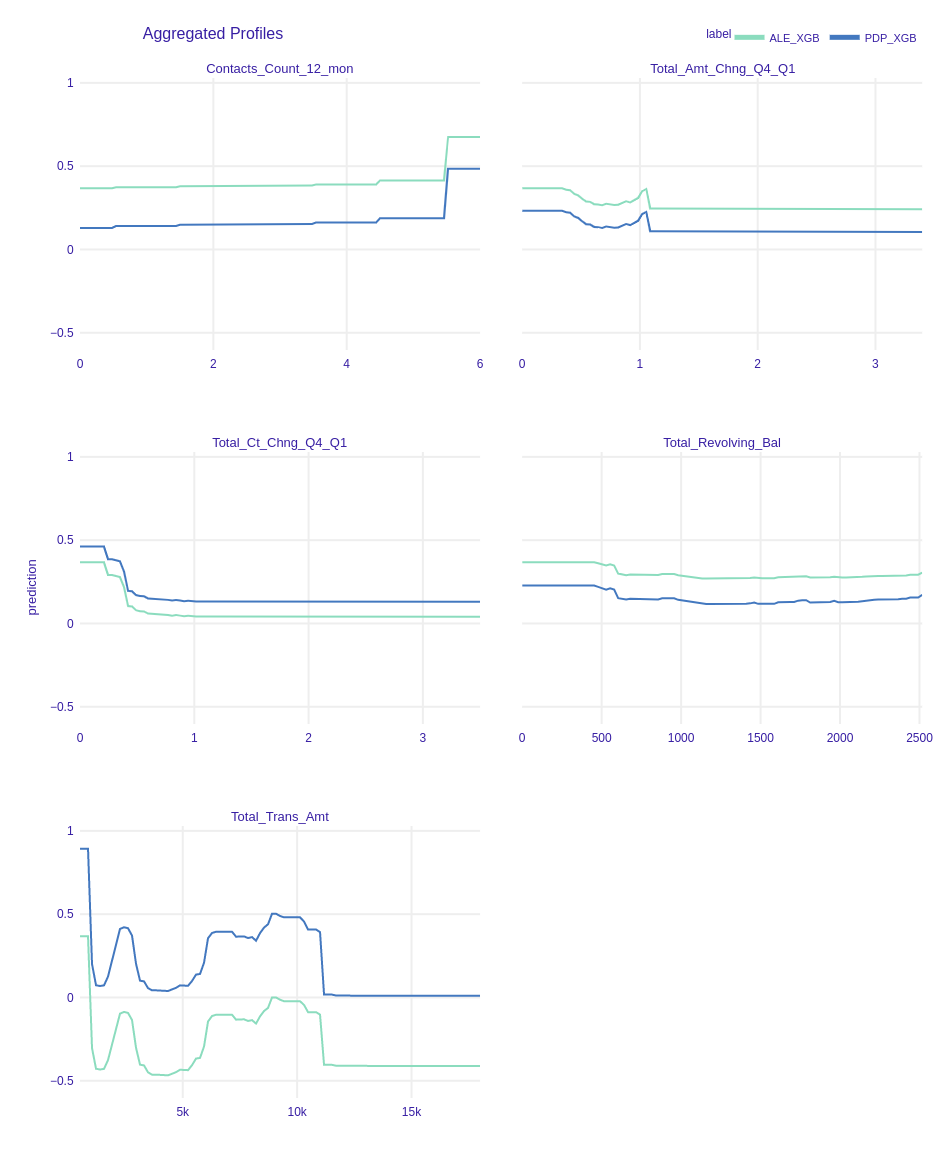 Aggregated Profiles
label ALE_XGB PDP_XGB
Contacts_Count_12_mon
Total_Amt_Chng_Q4_Q1
1
0.5
0
−0.5
0 2 4 6
0 1 2 3
Total_Ct_Chng_Q4_Q1
Total_Revolving_Bal
prediction
1
0.5
0
−0.5
0 1 2 3
0 500 1000 1500 2000 2500
Total_Trans_Amt
1
0.5
0
−0.5
5k 10k 15k